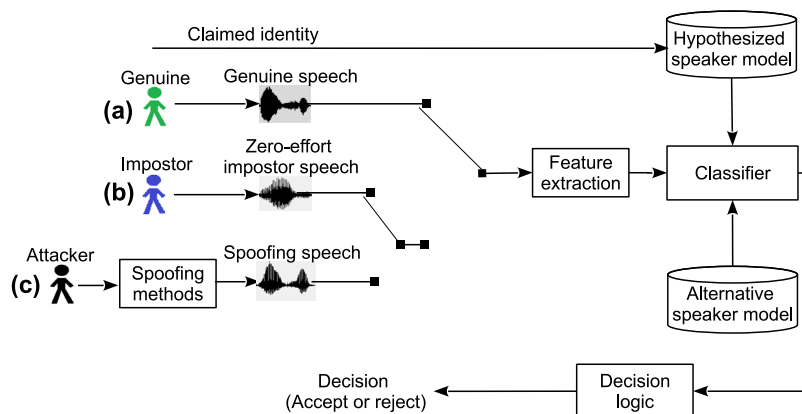 Claimed identity
Hypothesized
speaker model
Genuine
Genuine speech
(a)
Impostor
Zero-effort
impostor speech
(b)
Feature
extraction
Classifier
Attacker
Spoofing speech
(c)
Spoofing
methods
Alternative
speaker model
Decision
(Accept or reject)
Decision
logic